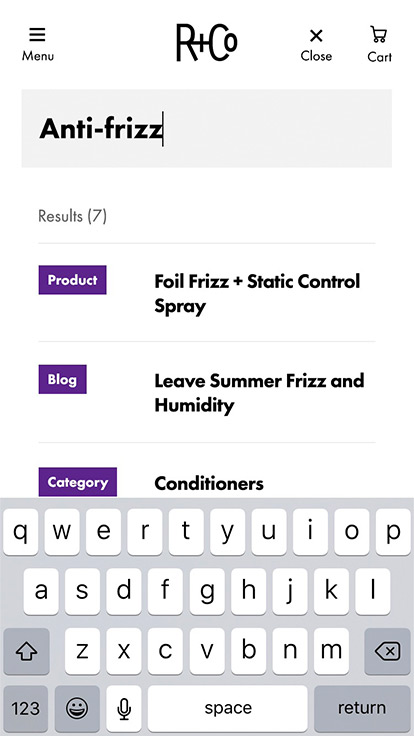 R+Co
Menu
Close
Cart
Anti-frizz
Results (7)
Product
Foil Frizz + Static Control
Spray
Blog
Leave Summer Frizz and
Humidity
Category
Conditioners
q w e r t y u i o p
a s d f g h j k l
z x c v b n m
123 space return